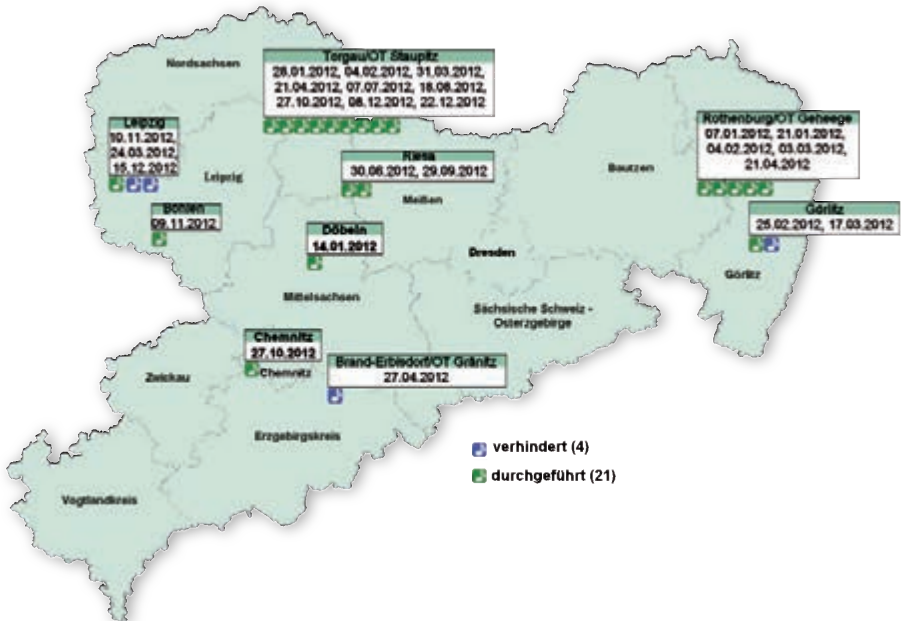 Nordsachsen
Torgau/OT Staupitz
28.01.2012, 04.02.2012, 31.03.2012,
21.04.2012, 07.07.2012, 18.08.2012,
27.10.2012, 08.12.2012, 22.12.2012
Leipzig
10.11.2012,
24.03.2012,
15.12.2012
Leipzig
Riesa
30.06.2012, 29.09.2012
Meißen
Bautzen
Rothenburg/OT Geheege
07.01.2012, 21.01.2012,
04.02.2012, 03.03.2012,
21.04.2012
Böhlen
09.11.2012
Döbeln
14.01.2012
Görlitz
25.02.2012, 17.03.2012
Dresden
Görlitz
Mittelsachsen
Sächsische Schweiz -
Osterzgebirge
Chemnitz
27.10.2012
Chemnitz
Brand-Erbisdorf/OT Gränitz
27.04.2012
Zwickau
Erzgebirgskreis
Vogtlandkreis
verhindert (4)
durchgeführt (21)